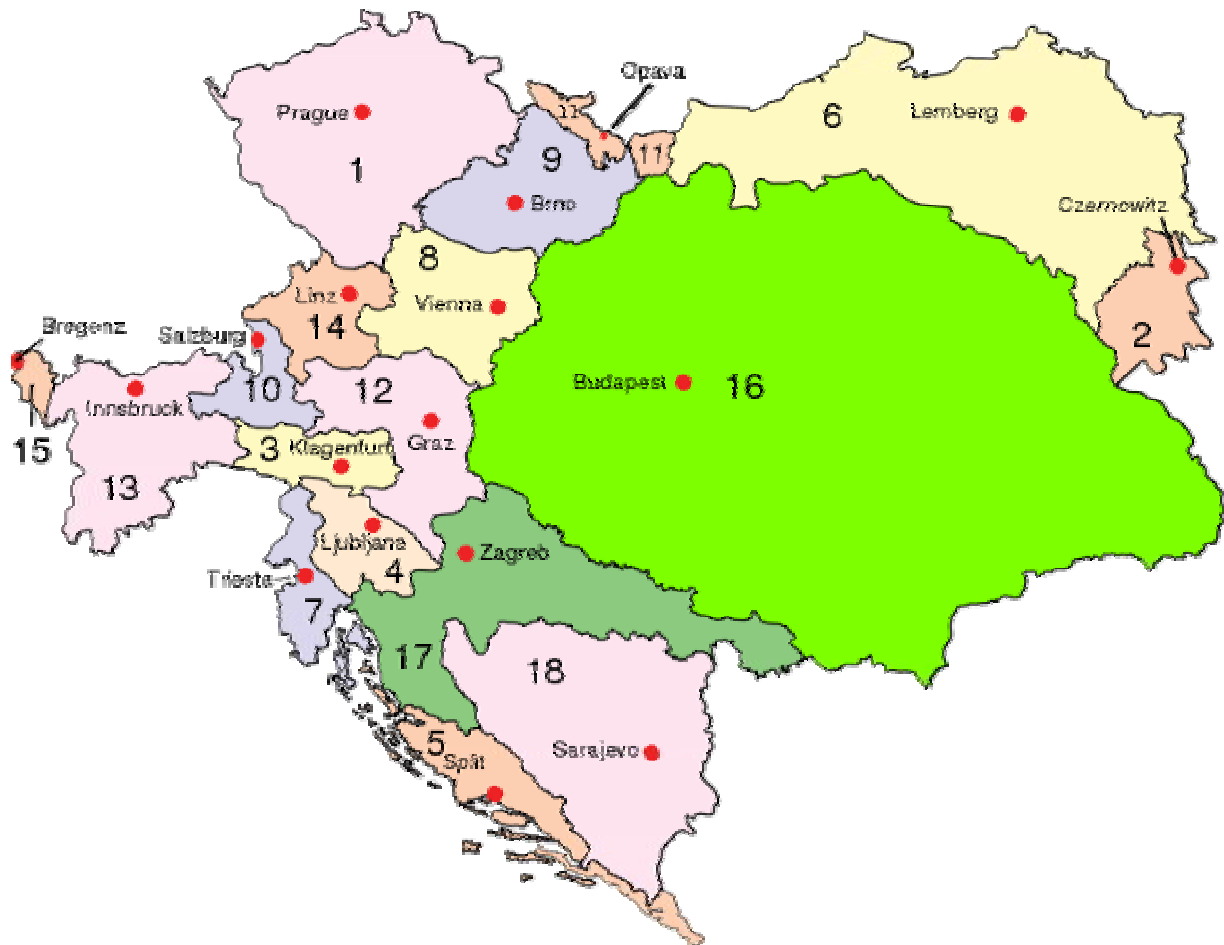 Opava
Prague
6
Lemberg
11
1
9
11
Brno
Czernowitz
8
Linz
Vienna
14
2
Bregenz
Salzburg
Innsbruck
10
12
Budapest
16
15
3
Klagenfurt
Graz
13
Ljubljana
4
Zagreb
Trieste
7
17
18
5
Split
Sarajevo